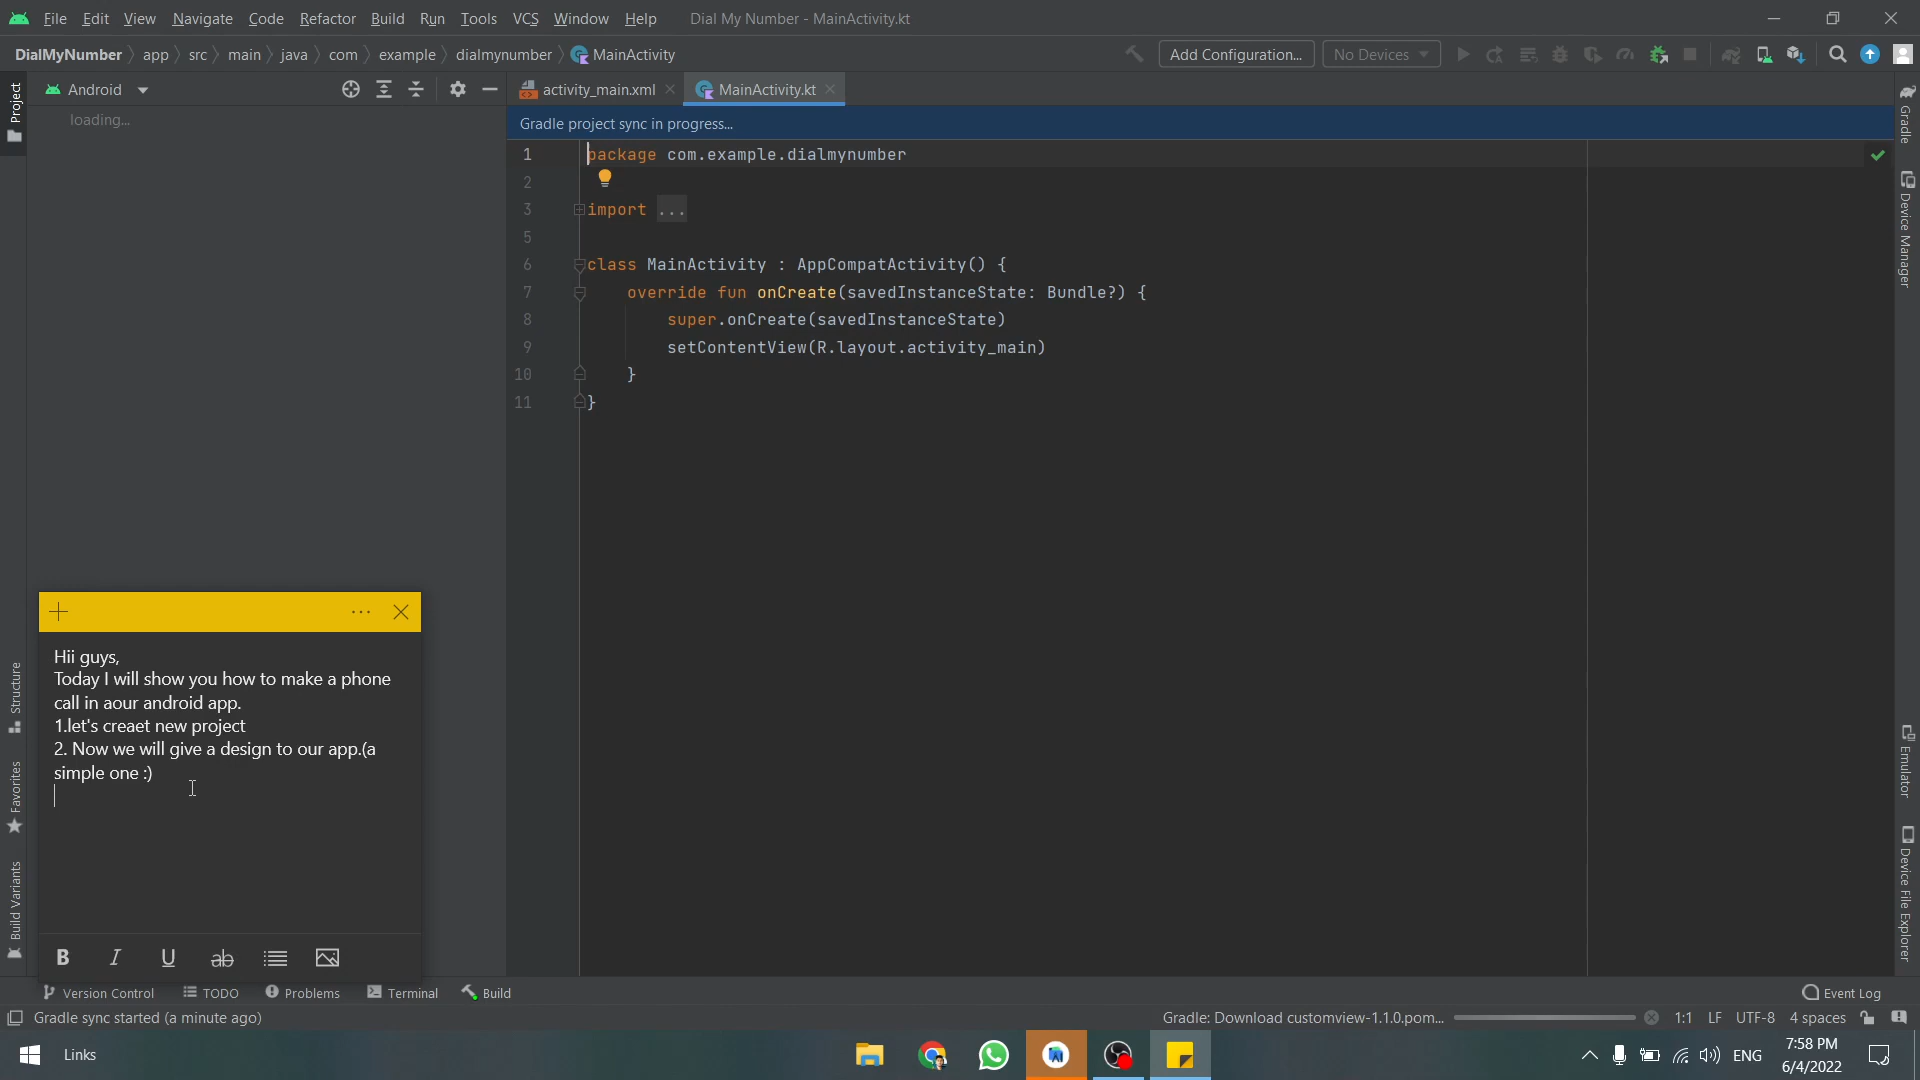 File Edit View Navigate Code Refactor Build Run Tools VCS Window Help Dial My Number - MainActivity.kt
DialMyNumber app src main java com example dialmynumber MainActivity Add Configuration... No Devices
Project
Android
activity_main.xml MainActivity.kt
Gradle
loading...
Gradle project sync in progress...
1 package com.example.dialmynumber
2
3 import ...
5
6 class MainActivity : AppCompatActivity() {
7 override fun onCreate(savedInstanceState: Bundle?) {
8 super.onCreate(savedInstanceState)
9 setContentView(R.layout.activity_main)
10 }
11 }
Device Manager
Hii guys,
Today I will show you how to make a phone
call in aour android app.
1.let's creaet new project
2. Now we will give a design to our app.(a
simple one :)
B I U ab
Structure
Favorites
Build Variants
Emulator
Device File Explorer
Version Control TODO Problems Terminal Build Event Log
Gradle sync started (a minute ago) Gradle: Download customview-1.1.0.pom... 1:1 LF UTF-8 4 spaces
Links ENG 7:58 PM
6/4/2022